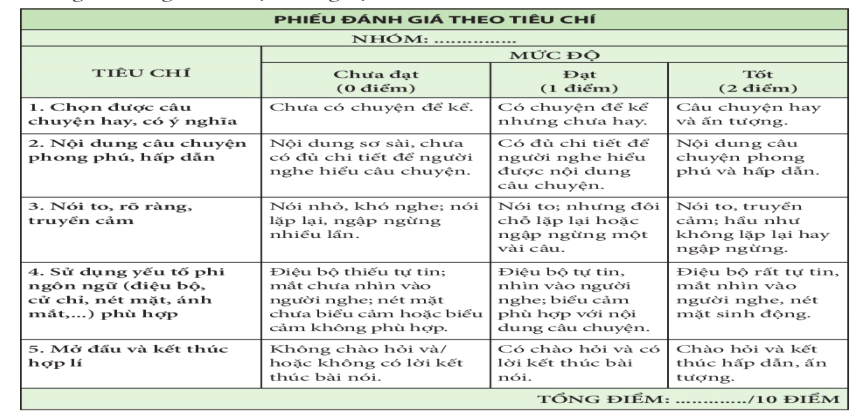 PHIẾU ĐÁNH GIÁ THEO TIÊU CHÍ
NHÓM: ..............
TIÊU CHÍ
MỨC ĐỘ
Chưa đạt
(0 điểm)
Đạt
(1 điểm)
Tốt
(2 điểm)
1. Chọn được câu
chuyện hay, có ý nghĩa
Chưa có chuyện để kể.
Có chuyện để kể
nhưng chưa hay.
Câu chuyện hay
và ấn tượng.
2. Nội dung câu chuyện
phong phú, hấp dẫn
Nội dung sơ sài, chưa
có đủ chi tiết để người
nghe hiểu câu chuyện.
Có đủ chi tiết để
người nghe hiểu
được nội dung
câu chuyện.
Nội dung câu
chuyện phong
phú và hấp dẫn.
3. Nói to, rõ ràng,
truyền cảm
Nói nhỏ, khó nghe; nói
lặp lại, ngập ngừng
nhiều lần.
Nói to; nhưng đôi
chỗ lặp lại hoặc
ngập ngừng một
vài câu.
Nói to, truyền
cảm; hầu như
không lặp lại hay
ngập ngừng.
4. Sử dụng yếu tố phi
ngôn ngữ (điệu bộ,
cử chỉ, nét mặt, ánh
mắt,...) phù hợp
Điệu bộ thiếu tự tin;
mắt chưa nhìn vào
người nghe; nét mặt
chưa biểu cảm hoặc biểu
cảm không phù hợp.
Điệu bộ tự tin,
nhìn vào người
nghe; biểu cảm
phù hợp với nội
dung câu chuyện.
Điệu bộ rất tự tin,
mắt nhìn vào
người nghe, nét
mặt sinh động.
5. Mở đầu và kết thúc
hợp lí
Không chào hỏi và/
hoặc không có lời kết
thúc bài nói.
Có chào hỏi và có
lời kết thúc bài
nói.
Chào hỏi và kết
thúc hấp dẫn, ấn
tượng.
TỔNG ĐIỂM: ............/10 ĐIỂM